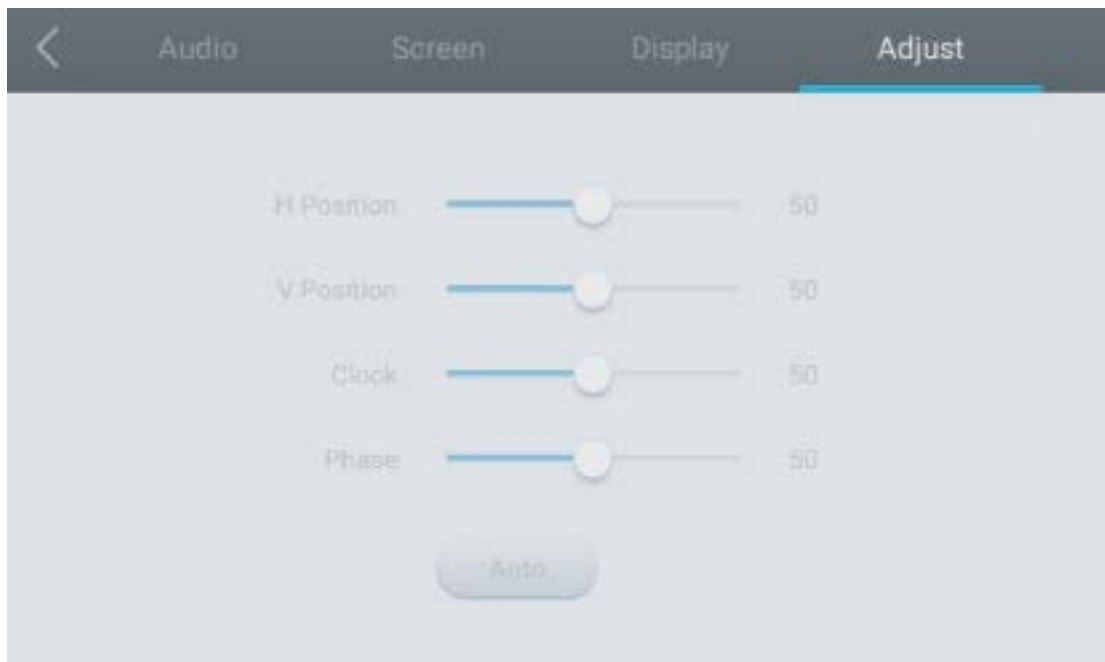 Audio Screen Display Adjust
H Position 50
V Position 50
Clock 50
Phase 50
Auto